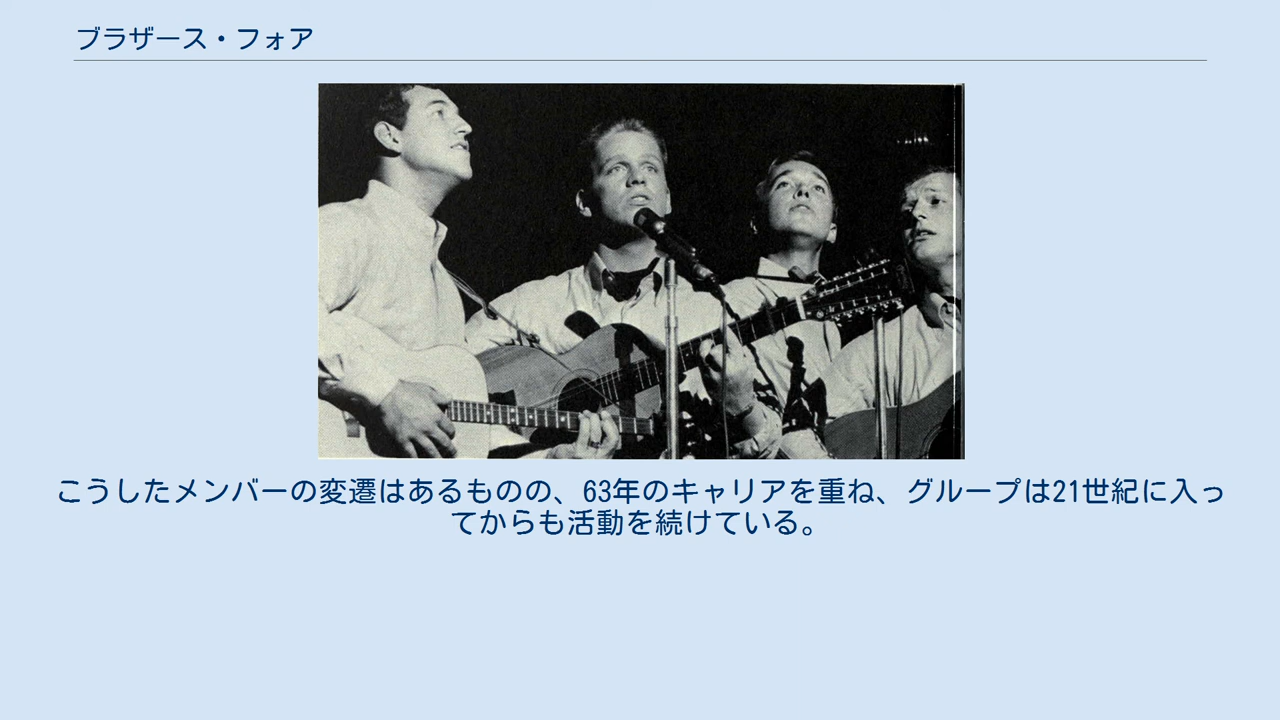 ブラザース・フォア
こうしたメンバーの変遷はあるものの、63年のキャリアを重ね、グループは21世紀に入っ
てからも活動を続けている。